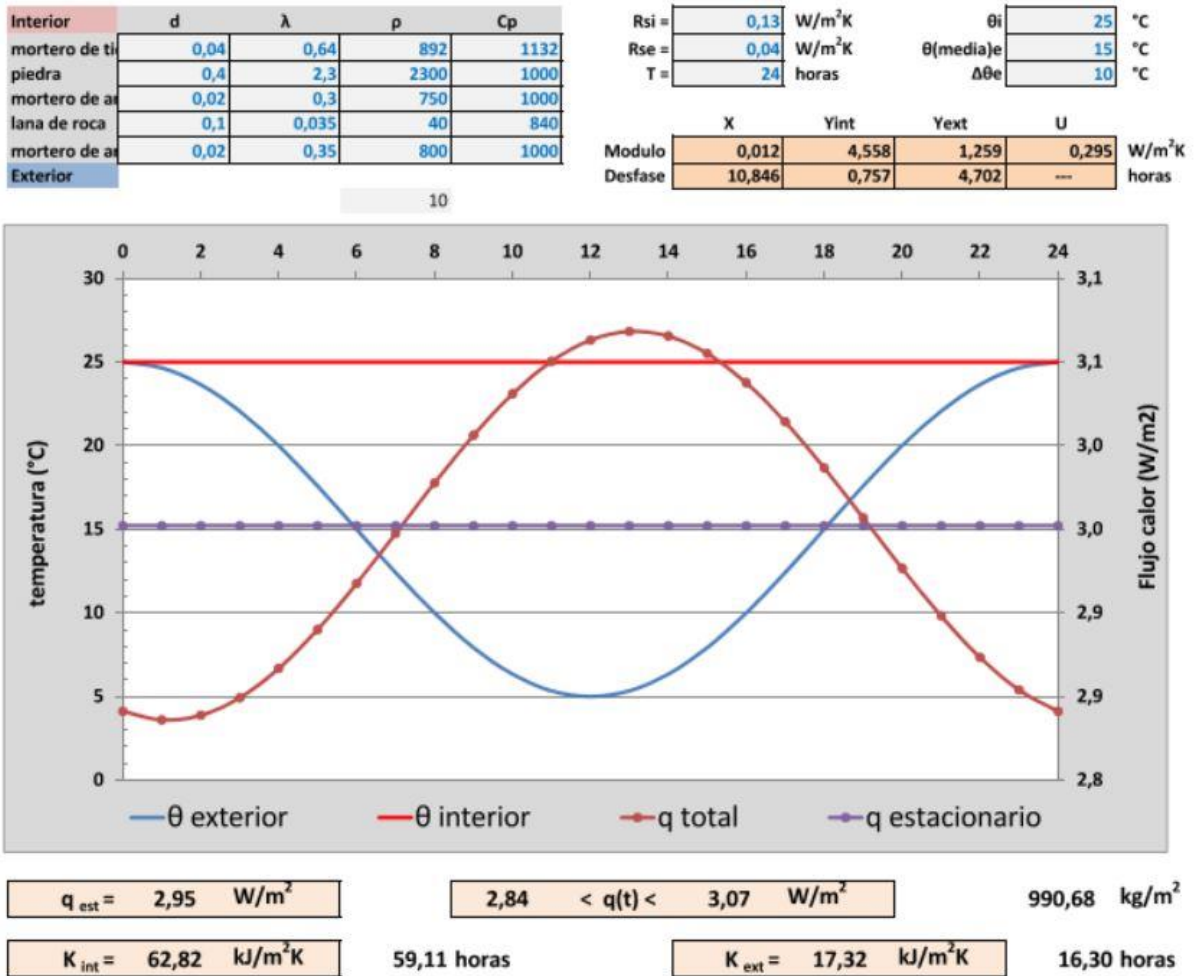 Interior d λ ρ Cp
mortero de ti 0,04 0,64 892 1132
piedra 0,4 2,3 2300 1000
mortero de a 0,02 0,3 750 1000
lana de roca 0,1 0,035 40 840
mortero de a 0,02 0,35 800 1000
Exterior
10
Rsi = 0,13 W/m²K θi 25 °C
Rse = 0,04 W/m²K θ(media)e 15 °C
T = 24 horas Δθe 10 °C
X Yint Yext U
Modulo 0,012 4,558 1,259 0,295 W/m²K
Desfase 10,846 0,757 4,702 --- horas
0 2 4 6 8 10 12 14 16 18 20 22 24
30 3,1
25 3,1
20 3,0
15 3,0
10 2,9
5 2,9
0 2,8
temperatura (°C)
Flujo calor (W/m2)
θ exterior θ interior q total q estacionario
q est = 2,95 W/m² 2,84 < q(t) < 3,07 W/m² 990,68 kg/m²
K int = 62,82 kJ/m²K 59,11 horas K ext = 17,32 kJ/m²K 16,30 horas